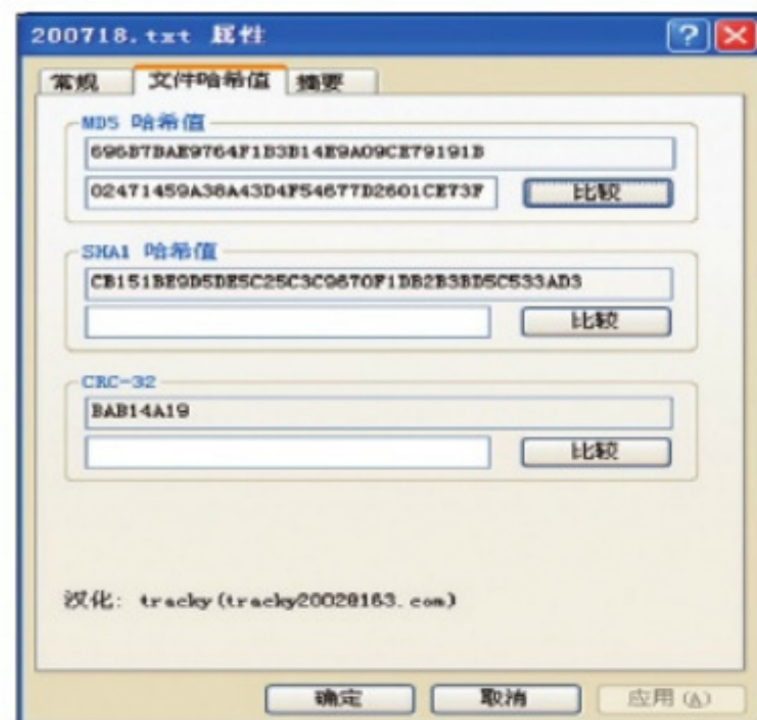 200718.txt 属性
常规 文件哈希值 摘要
MD5 哈希值
696B7BAE9764F1B3B14E9A09CE79191B
02471459A38A43D4F54677D2601CE73F 比较
SHA1 哈希值
CB151BE9D5DE5C25C3C9670F1DB2B3BD5C533AD3
比较
CRC-32
BAB14A19
比较
汉化: tracky(tracky2002@163.com)
确定 取消 应用(A)